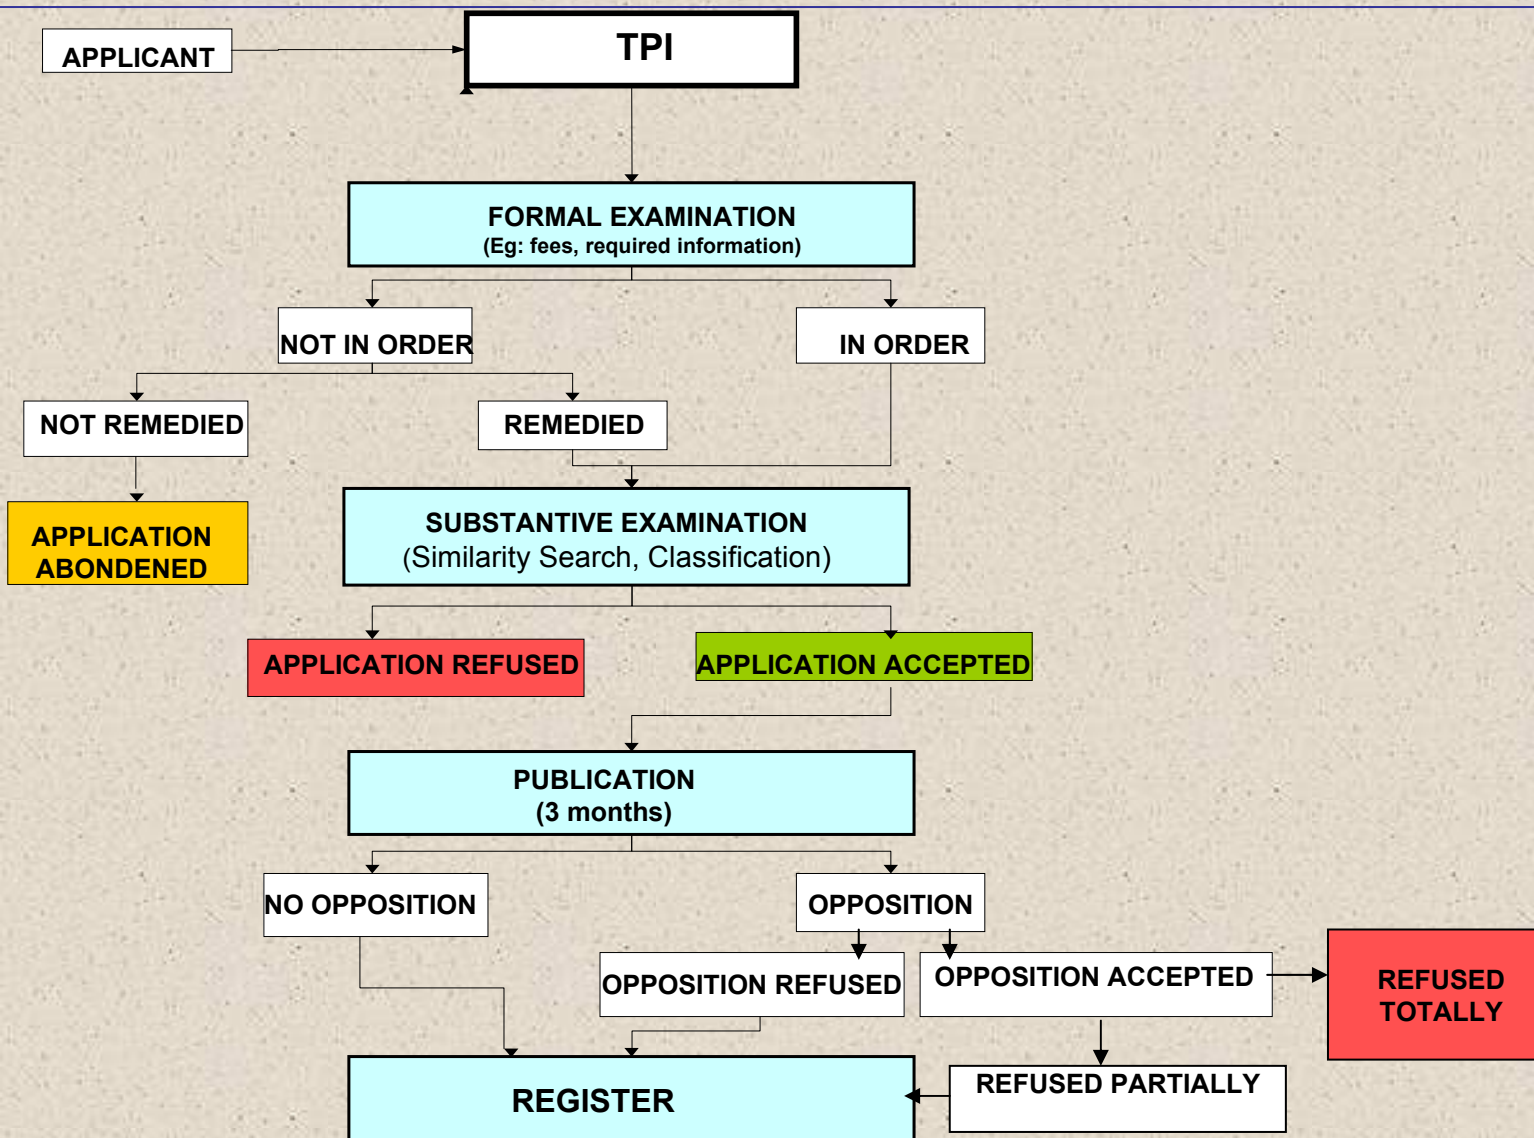 APPLICANT
TPI
FORMAL EXAMINATION
(Eg: fees, required information)
NOT IN ORDER
IN ORDER
NOT REMEDIED
REMEDIED
APPLICATION
ABONDENED
SUBSTANTIVE EXAMINATION
(Similarity Search, Classification)
APPLICATION REFUSED
APPLICATION ACCEPTED
PUBLICATION
(3 months)
NO OPPOSITION
OPPOSITION
OPPOSITION REFUSED
OPPOSITION ACCEPTED
REFUSED
TOTALLY
REFUSED PARTIALLY
REGISTER